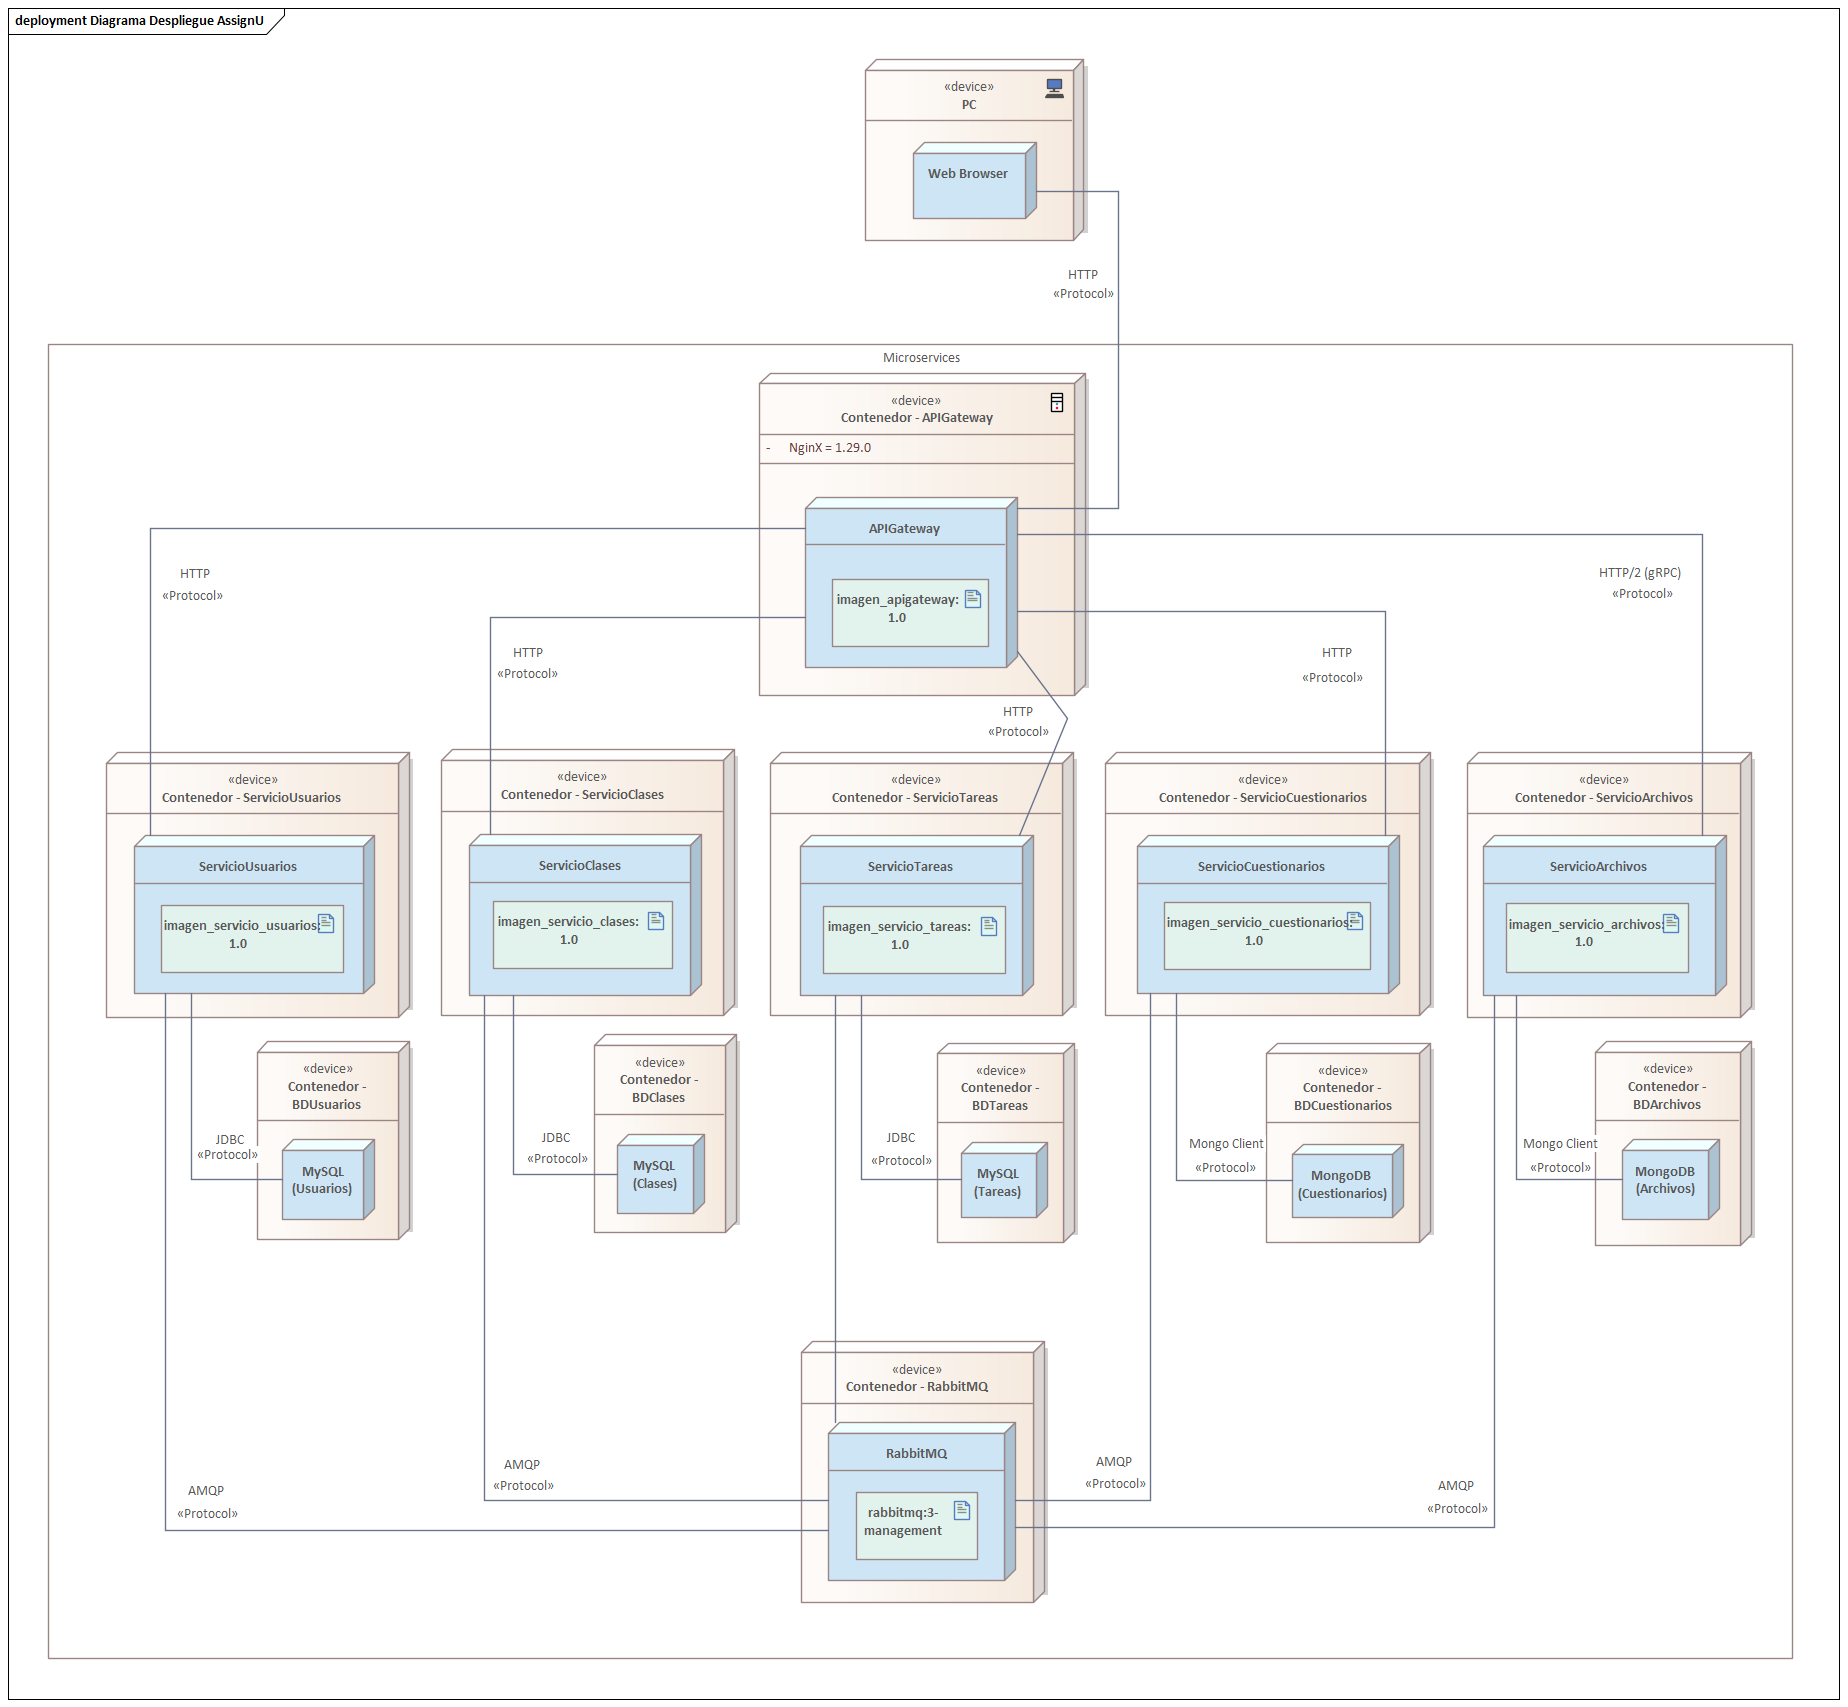 deployment Diagrama Despliegue AssignU
«device»
PC
Web Browser
HTTP
«Protocol»
Microservices
«device»
Contenedor - APIGateway
- NginX = 1.29.0
APIGateway
imagen_apigateway:
1.0
HTTP
«Protocol»
HTTP
«Protocol»
HTTP
«Protocol»
HTTP
«Protocol»
HTTP/2 (gRPC)
«Protocol»
«device»
Contenedor - ServicioUsuarios
ServicioUsuarios
imagen_servicio_usuarios:
1.0
«device»
Contenedor - ServicioClases
ServicioClases
imagen_servicio_clases:
1.0
«device»
Contenedor - ServicioTareas
ServicioTareas
imagen_servicio_tareas:
1.0
«device»
Contenedor - ServicioCuestionarios
ServicioCuestionarios
imagen_servicio_cuestionarios:
1.0
«device»
Contenedor - ServicioArchivos
ServicioArchivos
imagen_servicio_archivos:
1.0
«device»
Contenedor -
BDUsuarios
JDBC
«Protocol»
MySQL
(Usuarios)
«device»
Contenedor -
BDClases
JDBC
«Protocol»
MySQL
(Clases)
«device»
Contenedor -
BDTareas
JDBC
«Protocol»
MySQL
(Tareas)
«device»
Contenedor -
BDCuestionarios
Mongo Client
«Protocol»
MongoDB
(Cuestionarios)
«device»
Contenedor -
BDArchivos
Mongo Client
«Protocol»
MongoDB
(Archivos)
«device»
Contenedor - RabbitMQ
RabbitMQ
rabbitmq:3-
management
AMQP
«Protocol»
AMQP
«Protocol»
AMQP
«Protocol»
AMQP
«Protocol»